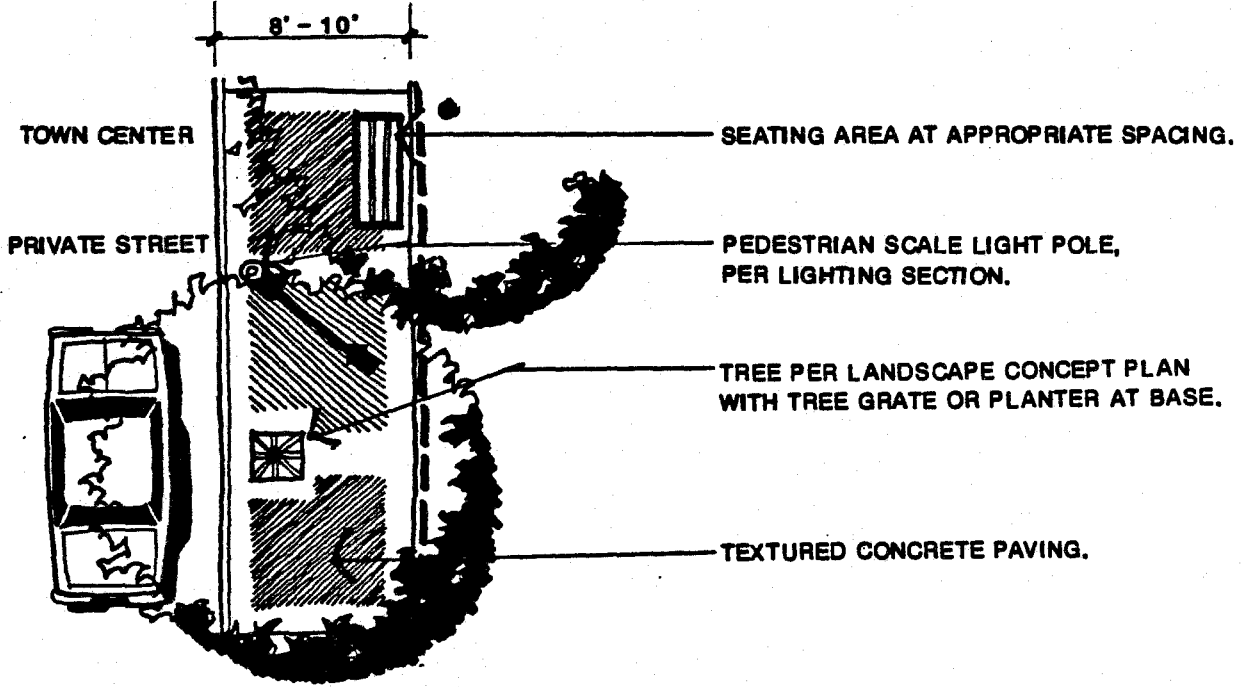 8' - 10'
TOWN CENTER
SEATING AREA AT APPROPRIATE SPACING.
PRIVATE STREET
PEDESTRIAN SCALE LIGHT POLE,
PER LIGHTING SECTION.
TREE PER LANDSCAPE CONCEPT PLAN
WITH TREE GRATE OR PLANTER AT BASE.
TEXTURED CONCRETE PAVING.